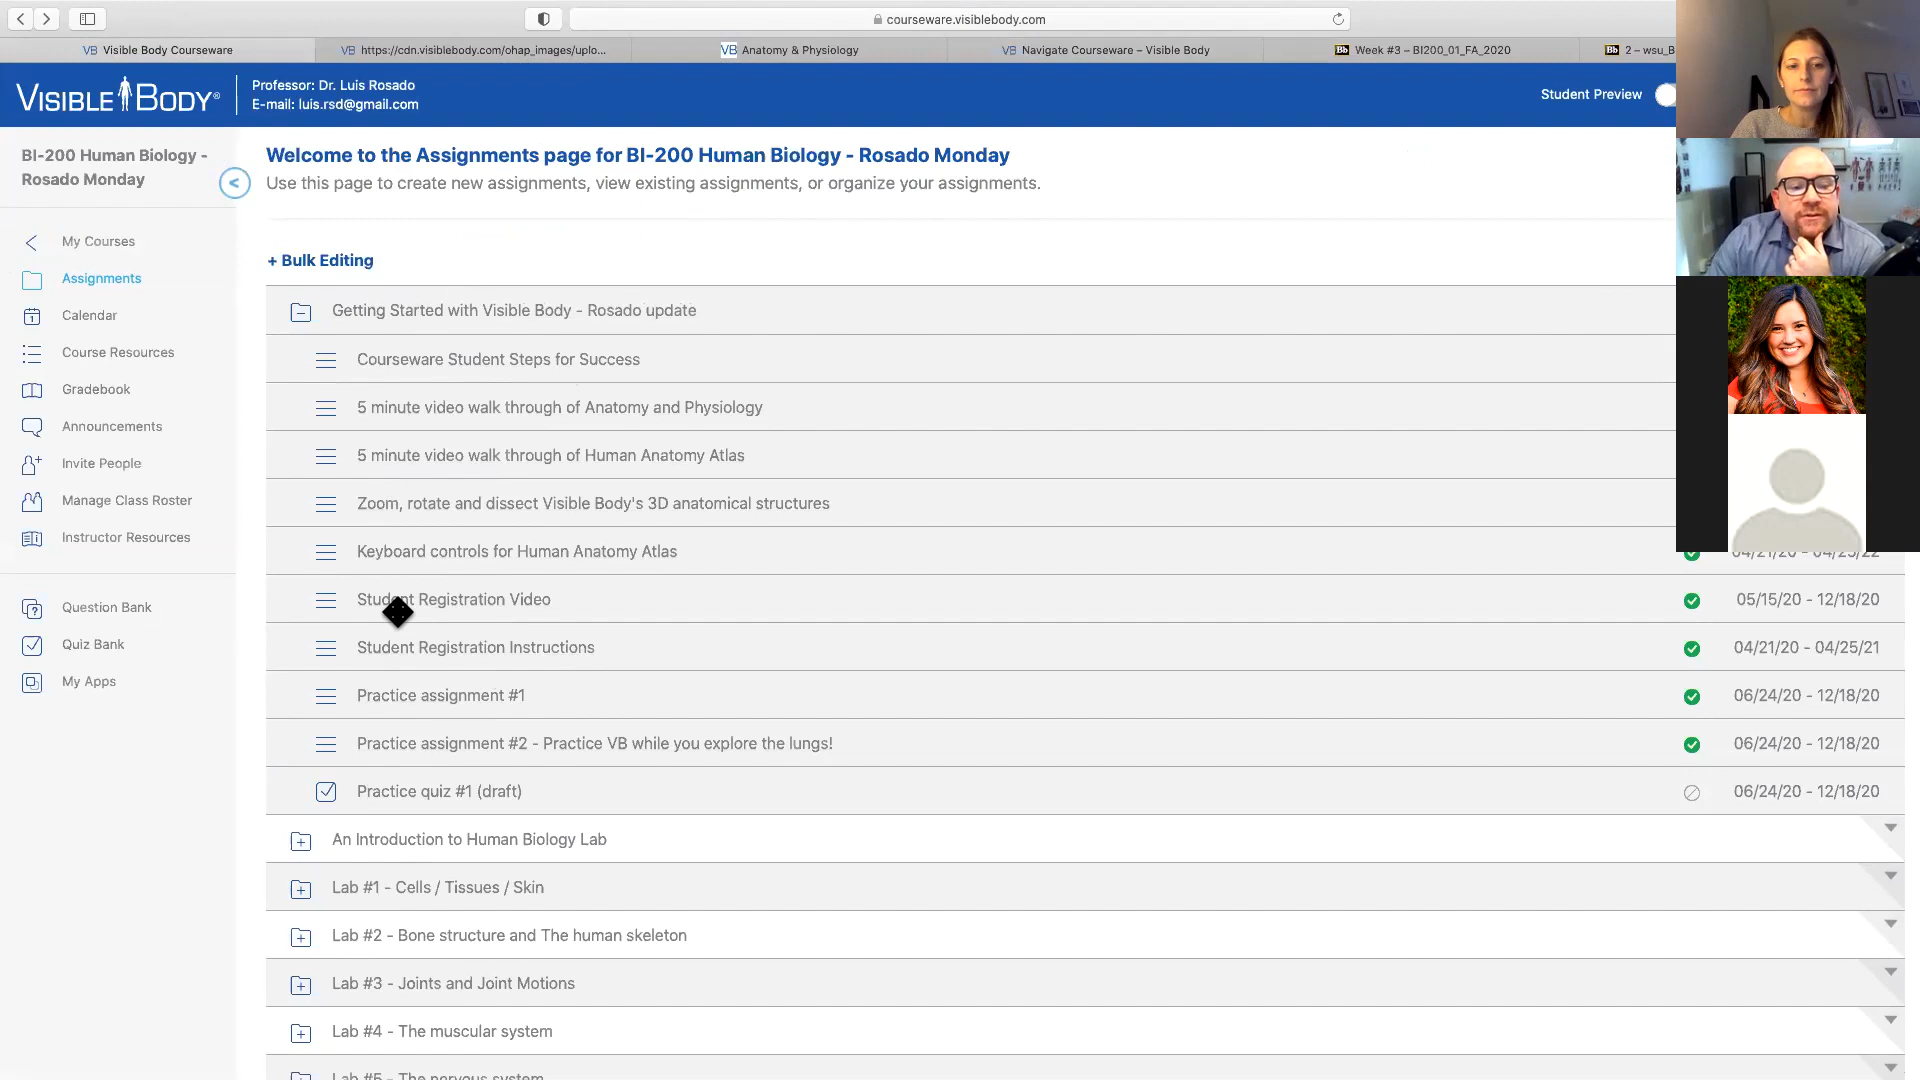 courseware.visiblebody.com
VB Visible Body Courseware
VB https://cdn.visiblebody.com/ohap_images/uplo...
VB Anatomy & Physiology
VB Navigate Courseware – Visible Body
Bb Week #3 – BI200_01_FA_2020
Bb 2 – wsu_B
VISIBLE BODY®
Professor: Dr. Luis Rosado
E-mail: luis.rsd@gmail.com
Student Preview
BI-200 Human Biology -
Rosado Monday
<
My Courses
Assignments
Calendar
Course Resources
Gradebook
Announcements
Invite People
Manage Class Roster
Instructor Resources
Question Bank
Quiz Bank
My Apps
Welcome to the Assignments page for BI-200 Human Biology - Rosado Monday
Use this page to create new assignments, view existing assignments, or organize your assignments.
+ Bulk Editing
Getting Started with Visible Body - Rosado update
Courseware Student Steps for Success
5 minute video walk through of Anatomy and Physiology
5 minute video walk through of Human Anatomy Atlas
Zoom, rotate and dissect Visible Body's 3D anatomical structures
Keyboard controls for Human Anatomy Atlas
04/21/20 - 04/25/22
Student Registration Video
05/15/20 - 12/18/20
Student Registration Instructions
04/21/20 - 04/25/21
Practice assignment #1
06/24/20 - 12/18/20
Practice assignment #2 - Practice VB while you explore the lungs!
06/24/20 - 12/18/20
Practice quiz #1 (draft)
06/24/20 - 12/18/20
An Introduction to Human Biology Lab
Lab #1 - Cells / Tissues / Skin
Lab #2 - Bone structure and The human skeleton
Lab #3 - Joints and Joint Motions
Lab #4 - The muscular system
Lab #5 - The nervous system